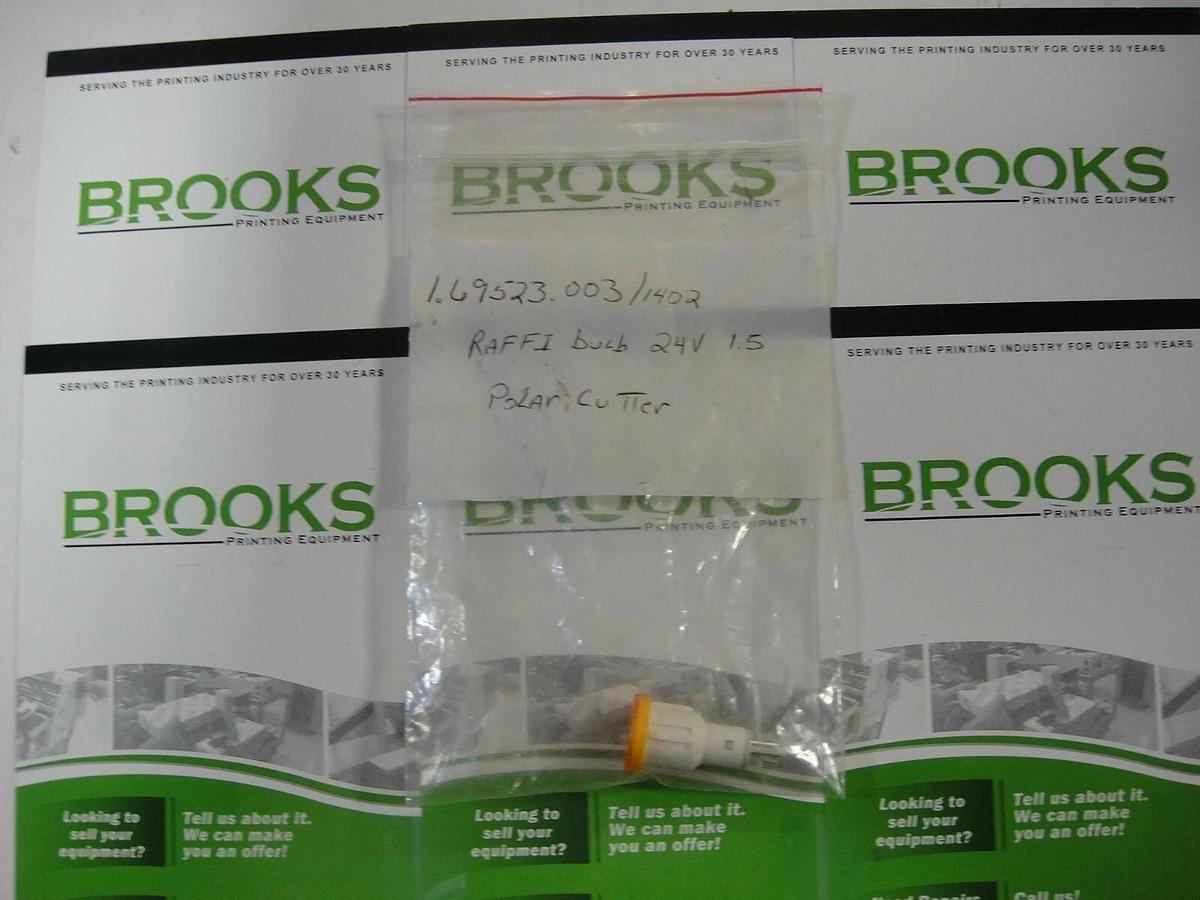 SERVING THE PRINTING INDUSTRY FOR OVER 30 YEARS
BROOKS
PRINTING EQUIPMENT
SERVING THE PRINTING INDUSTRY FOR OVER 30 YEARS
BROOKS
PRINTING EQUIPMENT
SERVING THE PRINTING INDUSTRY FOR OVER 30 YEARS
BROOKS
PRINTING EQUIPMENT
1.69523.003/1402
RAFFI bulb 24V 1.5
Polar Cutter
SERVING THE PRINTING INDUSTRY FOR OVER 30 YEARS
BROOKS
PRINTING EQUIPMENT
BROOKS
PRINTING EQUIPMENT
SERVING THE PRINTING INDUSTRY FOR OVER 30 YEARS
BROOKS
PRINTING EQUIPMENT
Looking to
sell your
equipment?
Tell us about it.
We can make
you an offer!
Looking to
sell your
equipment?
Tell us about it.
We can make
you an offer!
Looking to
sell your
equipment?
Tell us about it.
We can make
you an offer!
Need Repairs
Call us!